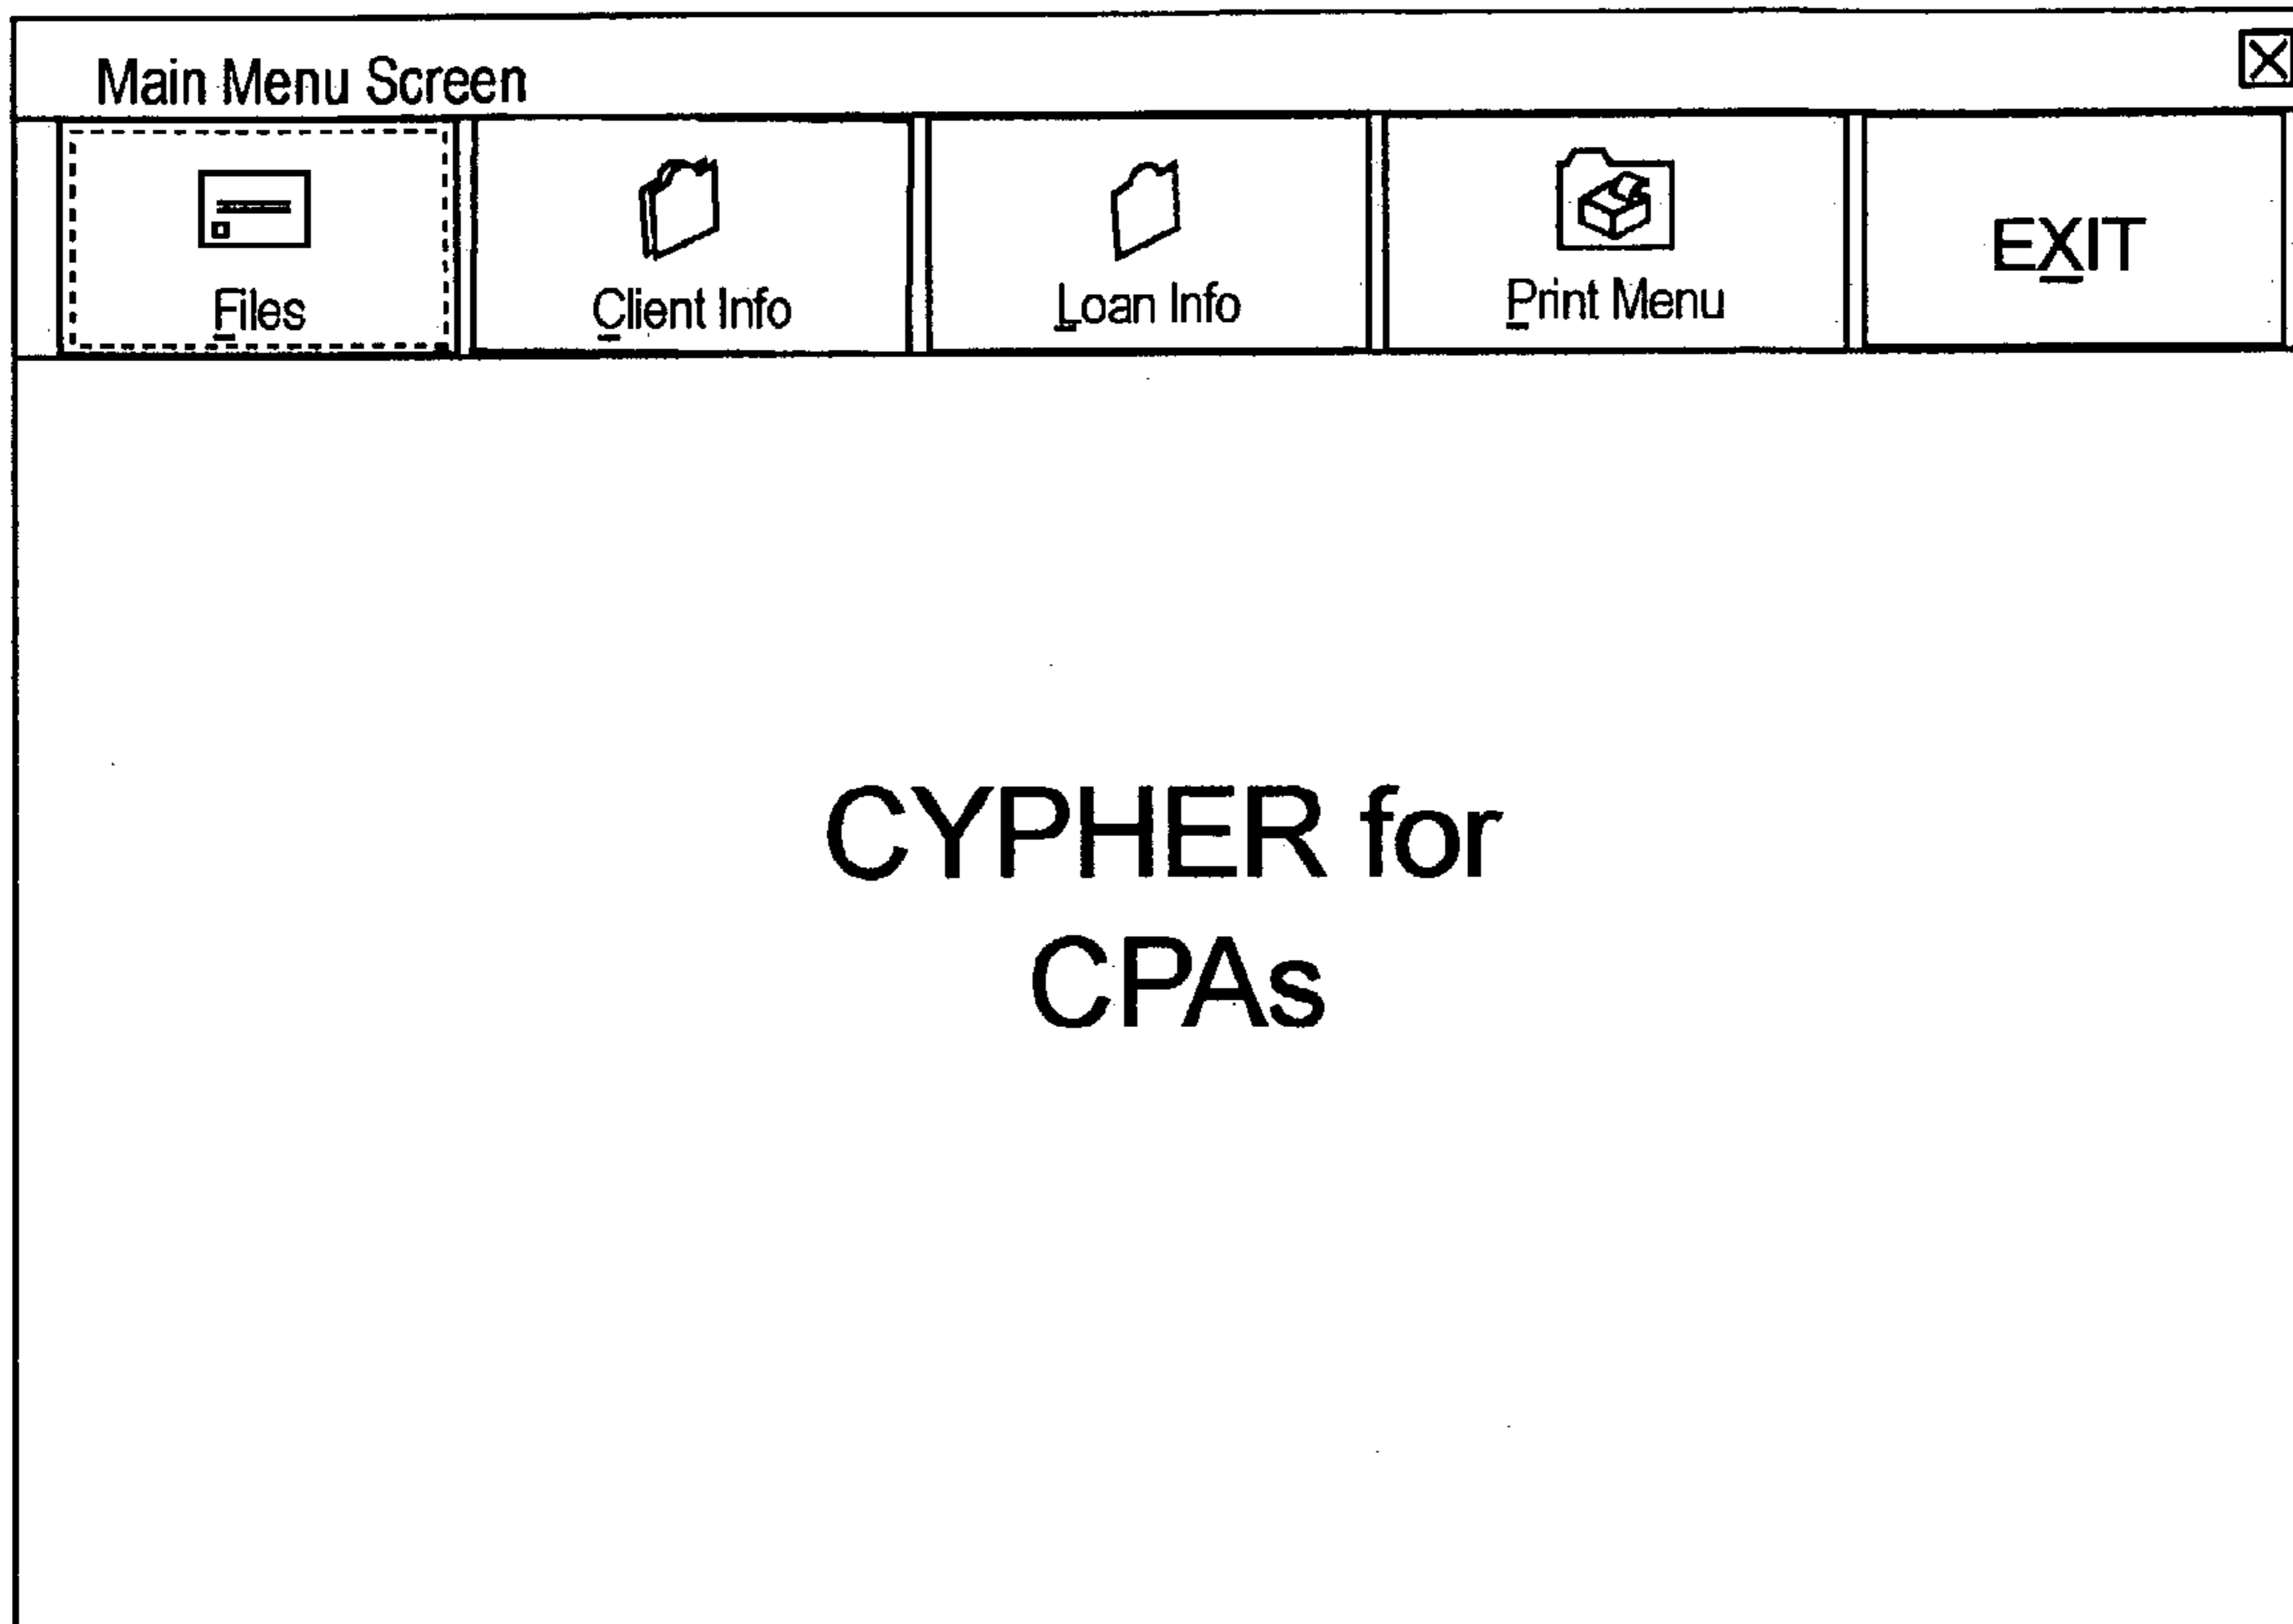 Main Menu Screen
Files
Client Info
Loan Info
Print Menu
EXIT
CYPHER for
CPAs